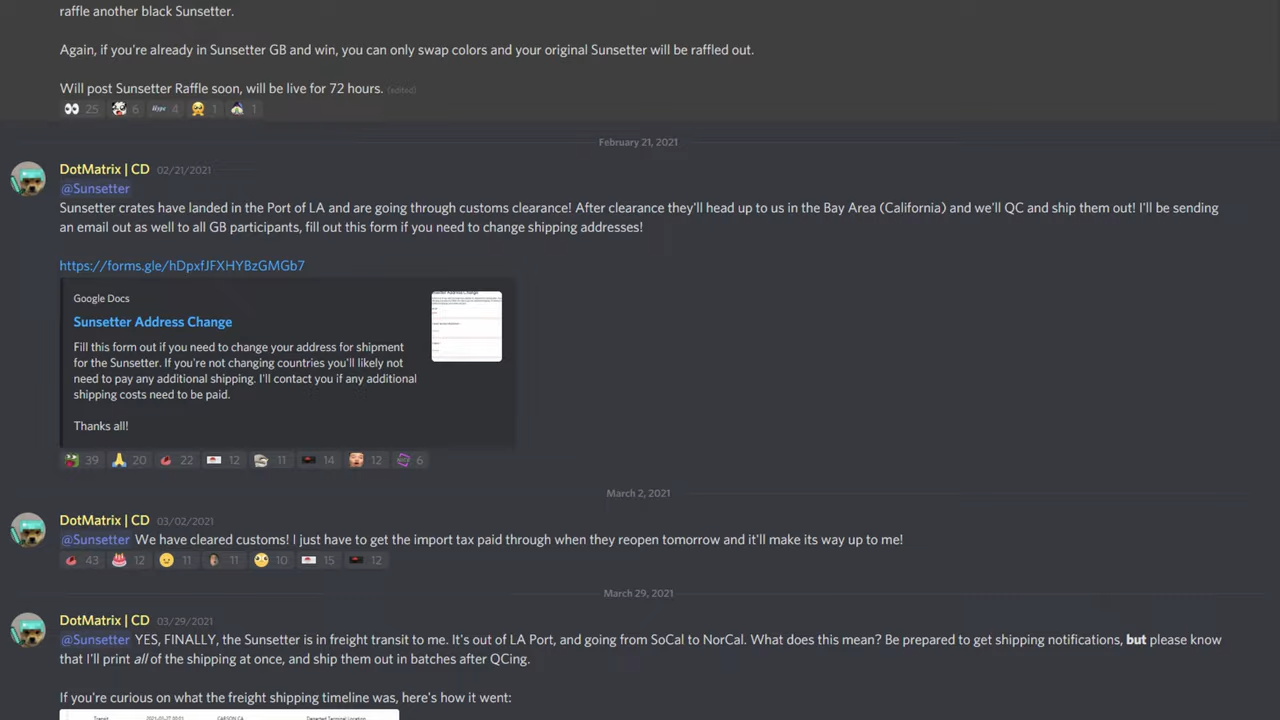 raffle another black Sunsetter.
Again, if you're already in Sunsetter GB and win, you can only swap colors and your original Sunsetter will be raffled out.
Will post Sunsetter Raffle soon, will be live for 72 hours. (edited)
25 6 Hype 4 1 1
February 21, 2021
DotMatrix | CD 02/21/2021
@Sunsetter
Sunsetter crates have landed in the Port of LA and are going through customs clearance! After clearance they'll head up to us in the Bay Area (California) and we'll QC and ship them out! I'll be sending
an email out as well to all GB participants, fill out this form if you need to change shipping addresses!
https://forms.gle/hDpxfJFXHYBzGMGb7
Google Docs
Sunsetter Address Change
Fill this form out if you need to change your address for shipment
for the Sunsetter. If you're not changing countries you'll likely not
need to pay any additional shipping. I'll contact you if any additional
shipping costs need to be paid.
Thanks all!
39 20 22 12 11 14 12 6
March 2, 2021
DotMatrix | CD 03/02/2021
@Sunsetter We have cleared customs! I just have to get the import tax paid through when they reopen tomorrow and it'll make its way up to me!
43 12 11 11 10 15 12
March 29, 2021
DotMatrix | CD 03/29/2021
@Sunsetter YES, FINALLY, the Sunsetter is in freight transit to me. It's out of LA Port, and going from SoCal to NorCal. What does this mean? Be prepared to get shipping notifications, but please know
that I'll print all of the shipping at once, and ship them out in batches after QCing.
If you're curious on what the freight shipping timeline was, here's how it went:
Transit CARSON CA Departed Terminal Location